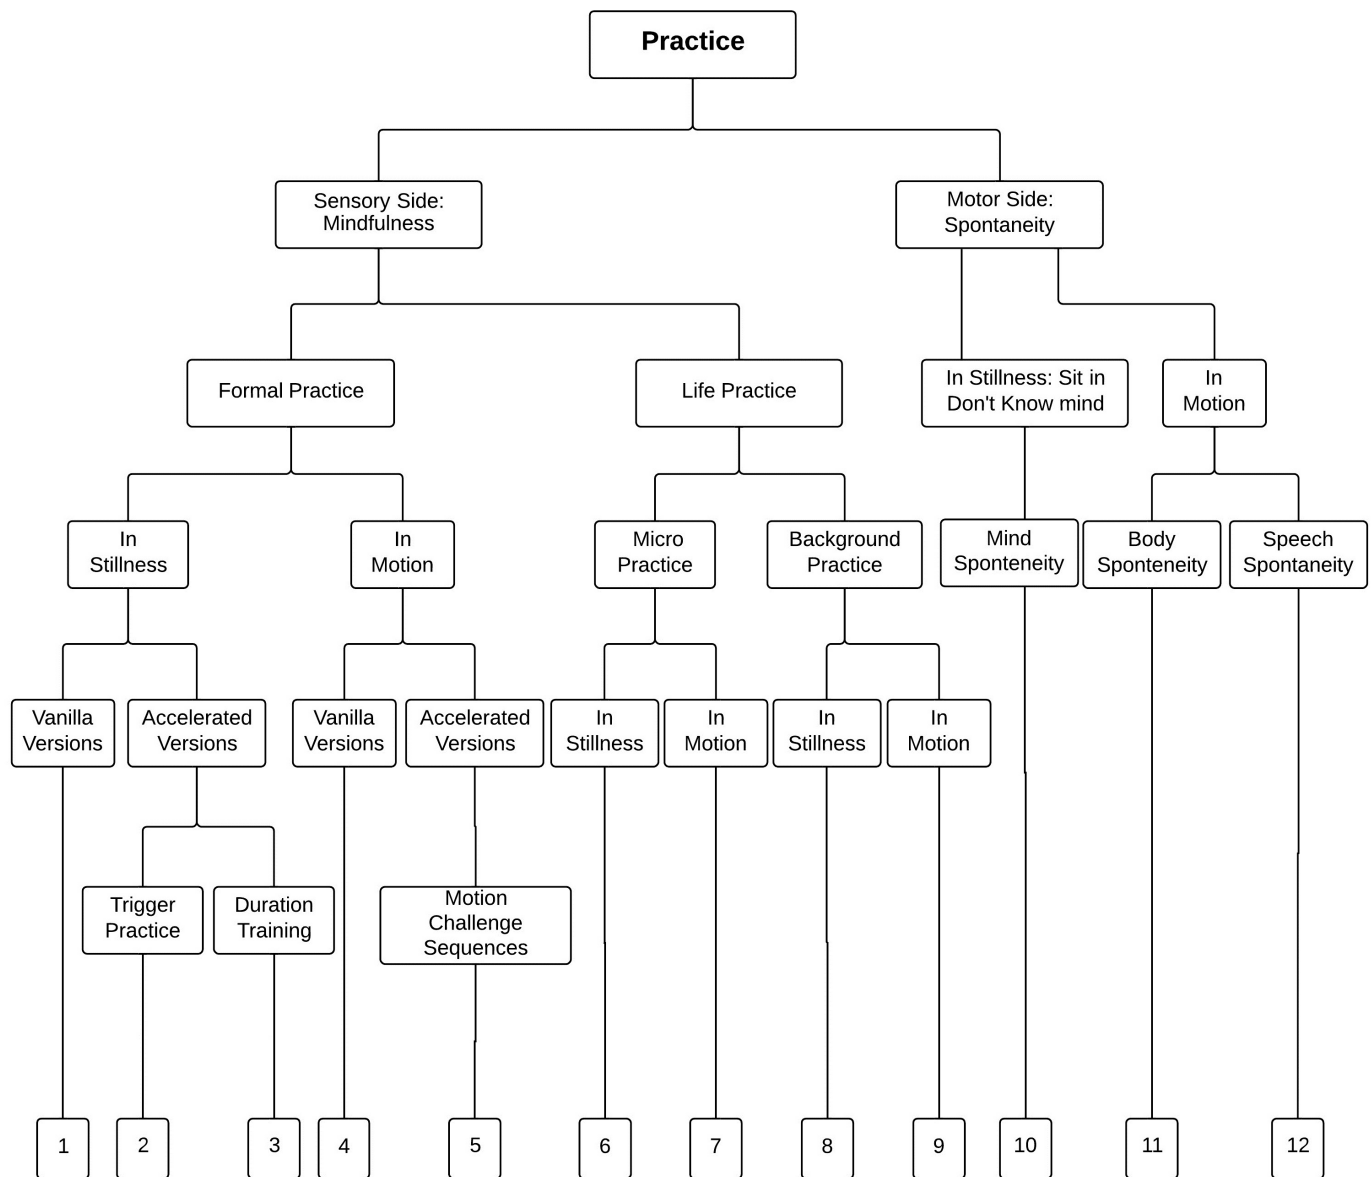 Practice
Sensory Side:
Mindfulness
Motor Side:
Spontaneity
Formal Practice
Life Practice
In Stillness: Sit in
Don't Know mind
In
Motion
In
Stillness
In
Motion
Micro
Practice
Background
Practice
Mind
Sponteneity
Body
Sponteneity
Speech
Spontaneity
Vanilla
Versions
Accelerated
Versions
Vanilla
Versions
Accelerated
Versions
In
Stillness
In
Motion
In
Stillness
In
Motion
Trigger
Practice
Duration
Training
Motion
Challenge
Sequences
1
2
3
4
5
6
7
8
9
10
11
12